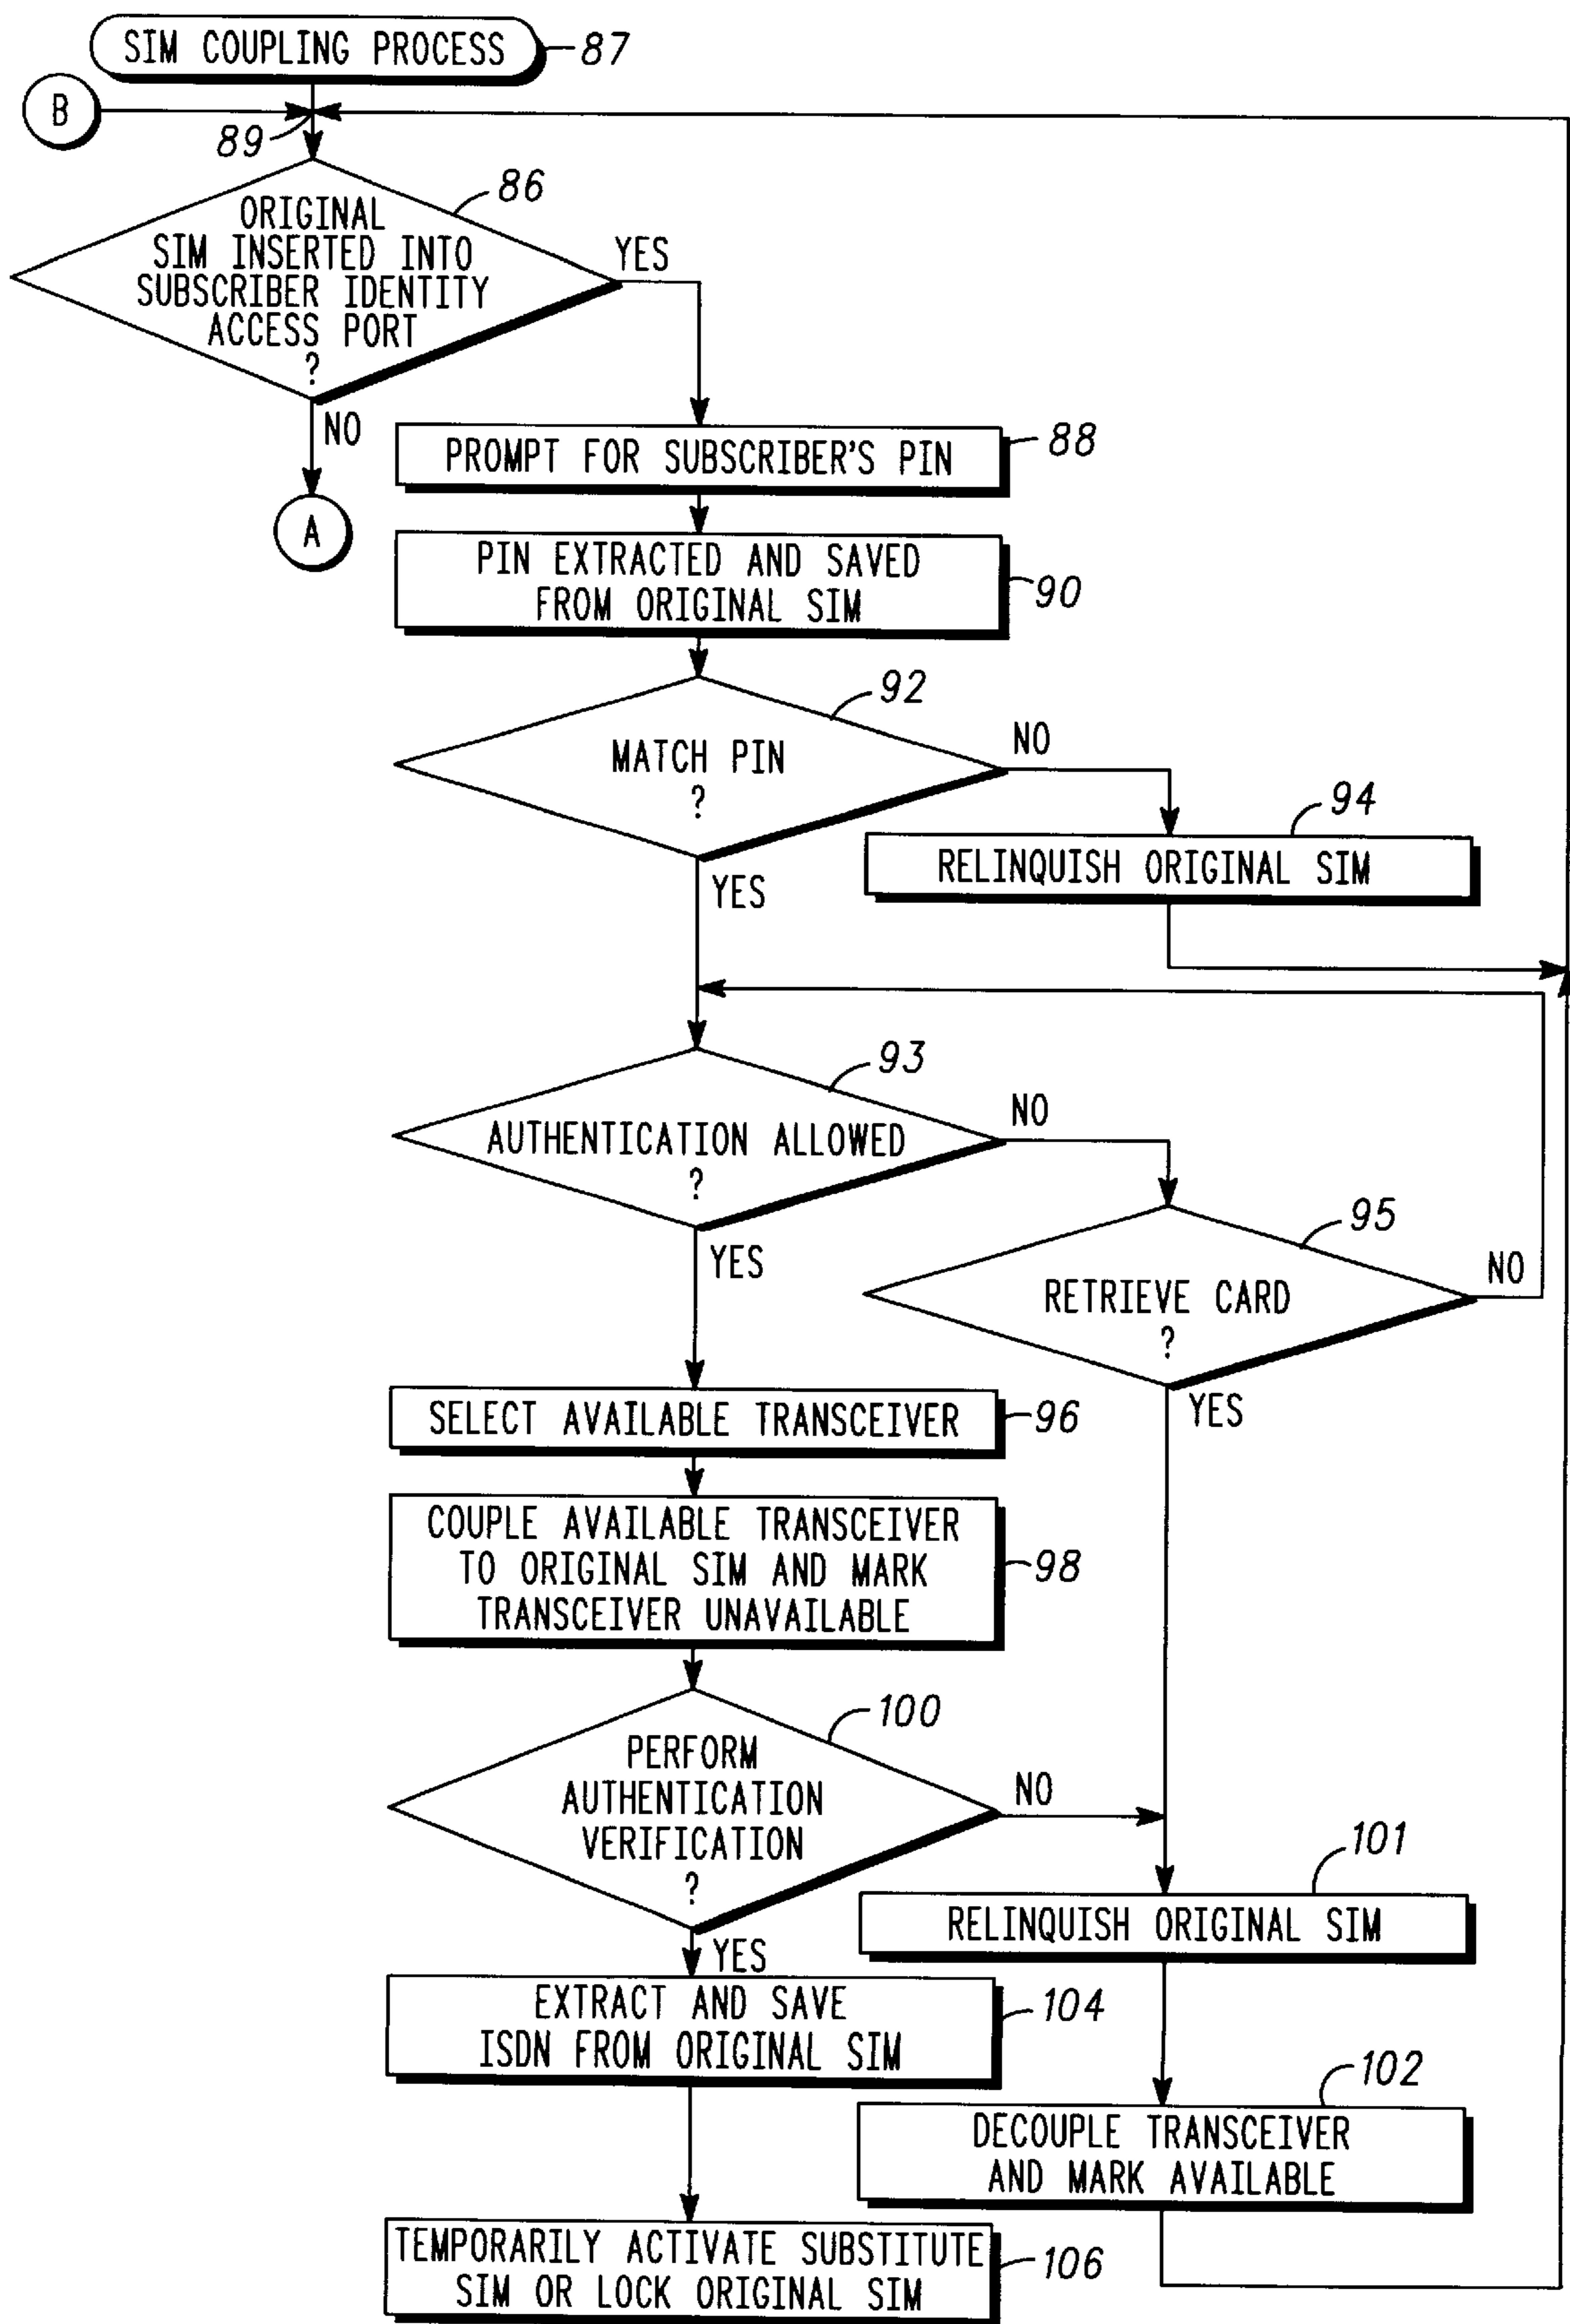 SIM COUPLING PROCESS
87
B
89
86
ORIGINAL
SIM INSERTED INTO
SUBSCRIBER IDENTITY
ACCESS PORT
?
YES
NO
A
PROMPT FOR SUBSCRIBER'S PIN
88
PIN EXTRACTED AND SAVED
FROM ORIGINAL SIM
90
92
MATCH PIN
?
NO
YES
94
RELINQUISH ORIGINAL SIM
93
AUTHENTICATION ALLOWED
?
NO
YES
95
RETRIEVE CARD
?
NO
YES
SELECT AVAILABLE TRANSCEIVER
96
COUPLE AVAILABLE TRANSCEIVER
TO ORIGINAL SIM AND MARK
TRANSCEIVER UNAVAILABLE
98
100
PERFORM
AUTHENTICATION
VERIFICATION
?
NO
YES
101
RELINQUISH ORIGINAL SIM
EXTRACT AND SAVE
ISDN FROM ORIGINAL SIM
104
102
DECOUPLE TRANSCEIVER
AND MARK AVAILABLE
TEMPORARILY ACTIVATE SUBSTITUTE
SIM OR LOCK ORIGINAL SIM
106